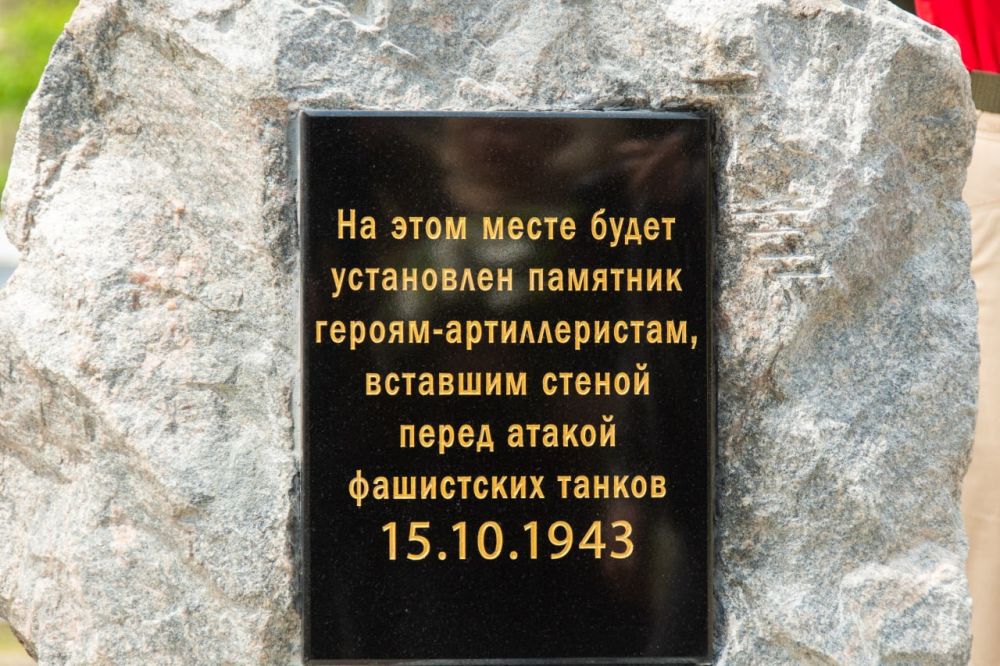 На этом месте будет
установлен памятник
героям-артиллеристам,
вставшим стеной
перед атакой
фашистских танков
15.10.1943